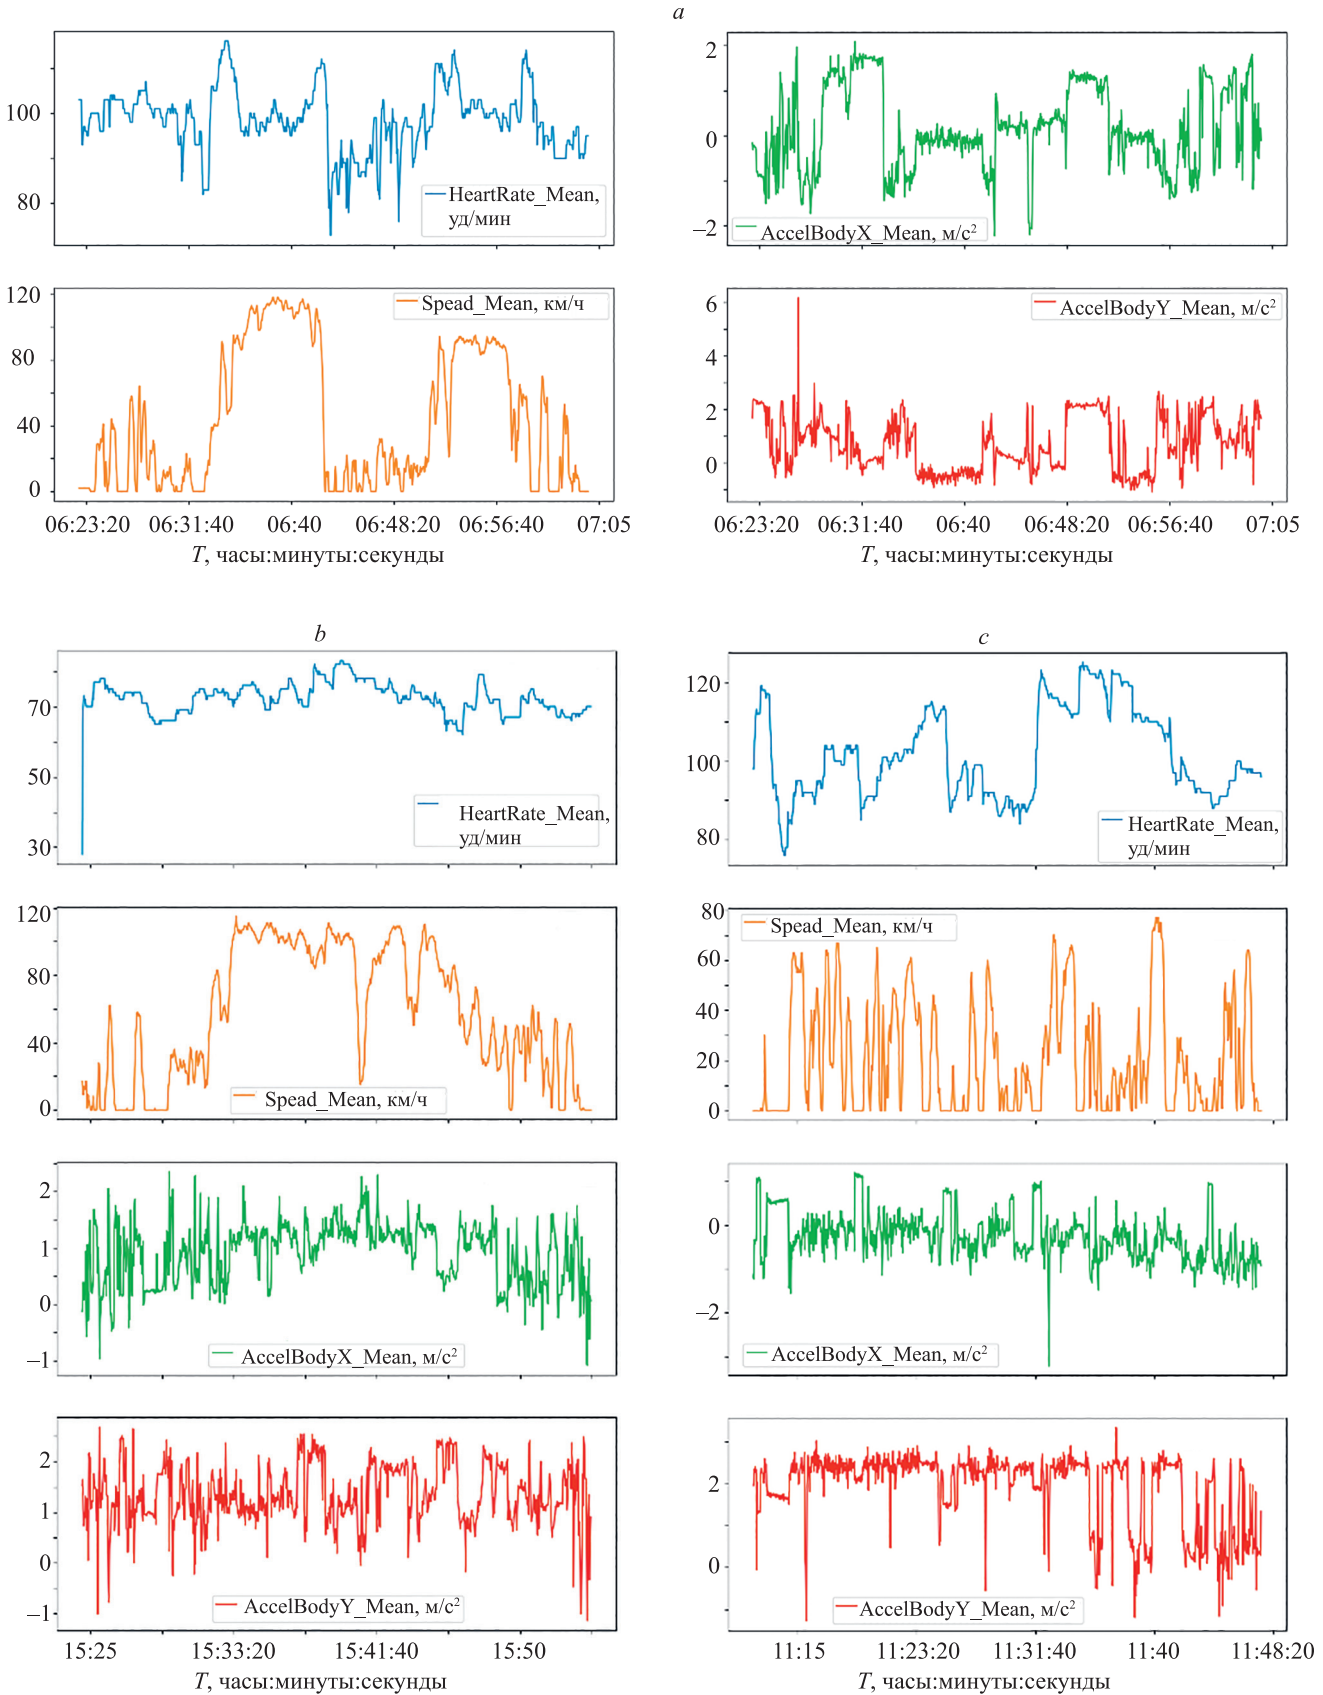 a
100
80
HeartRate_Mean,
уд/мин
2
0
–2
AccelBodyX_Mean, м/с²
120
80
40
0
Spead_Mean, км/ч
06:23:20 06:31:40 06:40 06:48:20 06:56:40 07:05
T, часы:минуты:секунды
6
4
2
0
AccelBodyY_Mean, м/с²
06:23:20 06:31:40 06:40 06:48:20 06:56:40 07:05
T, часы:минуты:секунды
b
70
50
30
HeartRate_Mean,
уд/мин
120
80
40
0
Spead_Mean, км/ч
2
1
0
–1
AccelBodyX_Mean, м/с²
2
1
0
–1
AccelBodyY_Mean, м/с²
15:25 15:33:20 15:41:40 15:50
T, часы:минуты:секунды
c
120
100
80
HeartRate_Mean,
уд/мин
80
60
40
20
0
Spead_Mean, км/ч
0
–2
AccelBodyX_Mean, м/с²
2
0
AccelBodyY_Mean, м/с²
11:15 11:23:20 11:31:40 11:40 11:48:20
T, часы:минуты:секунды